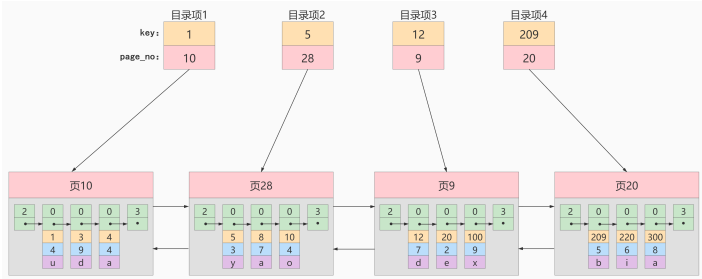 目录项1 目录项2 目录项3 目录项4
key: 1 5 12 209
page_no: 10 28 9 20
页10 页28 页9 页20
2 0 0 0 3 2 0 0 0 3 2 0 0 0 3 2 0 0 0 3
1 3 4 5 8 10 12 20 100 209 220 300
4 9 4 3 7 4 7 2 9 5 6 8
u d a y a o d e x b i a